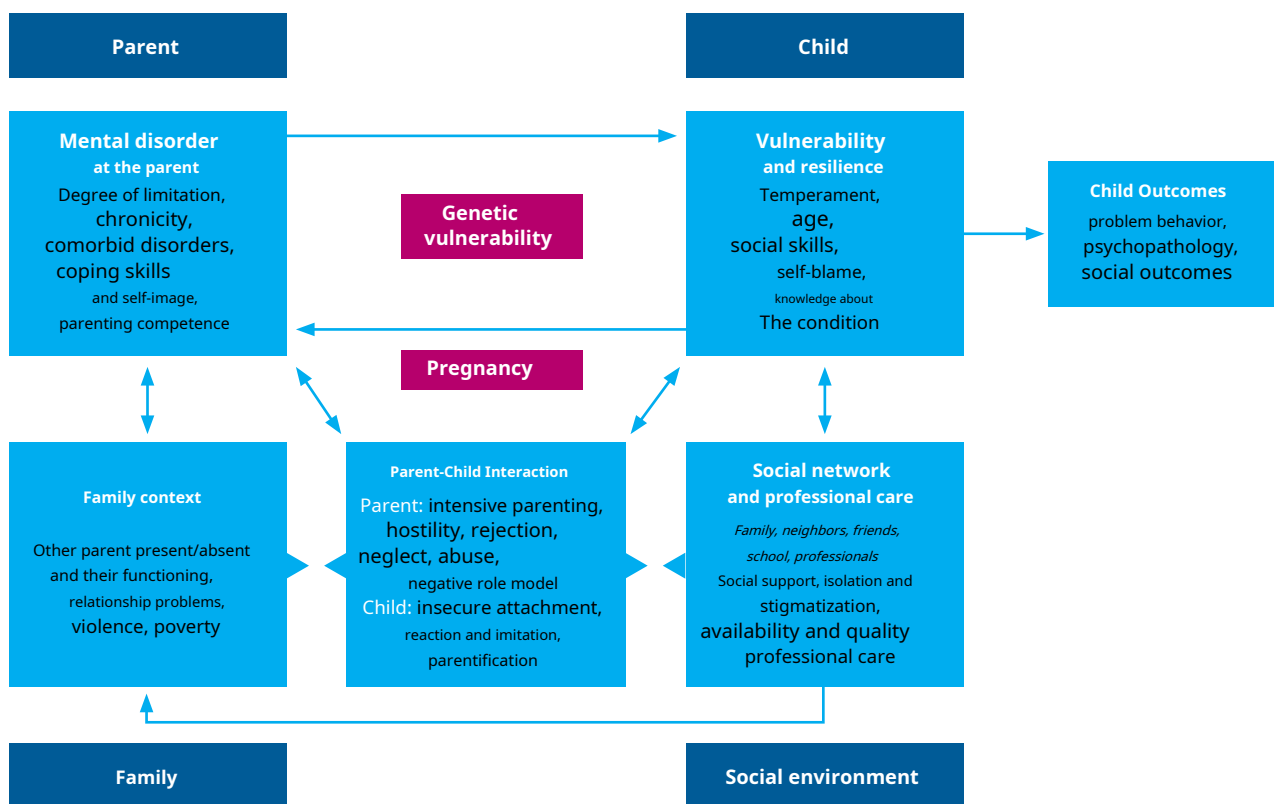 Parent
Child
Mental disorder
at the parent
Degree of limitation,
chronicity,
comorbid disorders,
coping skills
and self-image,
parenting competence
Genetic
vulnerability
Pregnancy
Vulnerability
and resilience
Temperament,
age,
social skills,
self-blame,
knowledge about
The condition
Child Outcomes
problem behavior,
psychopathology,
social outcomes
Family context
Other parent present/absent
and their functioning,
relationship problems,
violence, poverty
Parent-Child Interaction
Parent: intensive parenting,
hostility, rejection,
neglect, abuse,
negative role model
Child: insecure attachment,
reaction and imitation,
parentification
Social network
and professional care
Family, neighbors, friends,
school, professionals
Social support, isolation and
stigmatization,
availability and quality
professional care
Family
Social environment